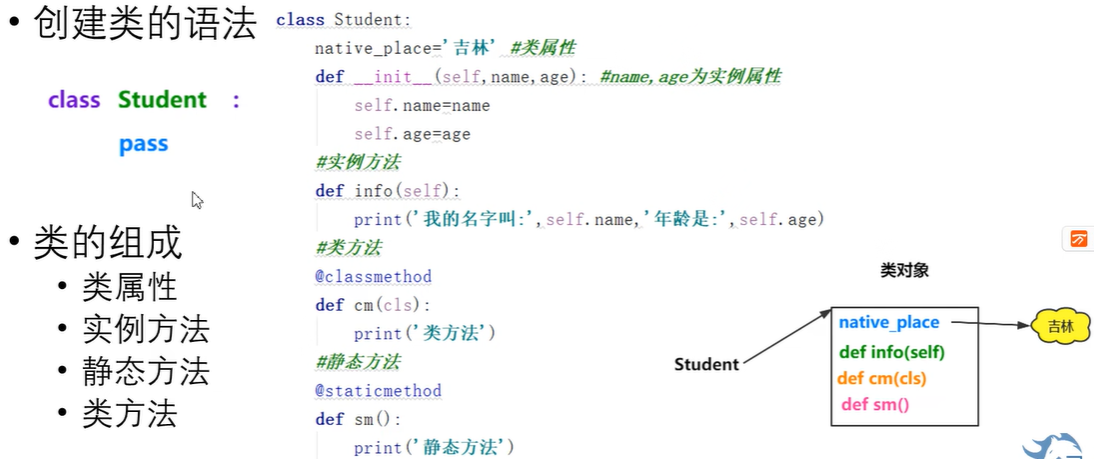 • 创建类的语法
class Student :
pass
• 类的组成
• 类属性
• 实例方法
• 静态方法
• 类方法
class Student:
native_place='吉林' #类属性
def __init__(self,name,age): #name,age为实例属性
self.name=name
self.age=age
#实例方法
def info(self):
print('我的名字叫:',self.name,'年龄是:',self.age)
#类方法
@classmethod
def cm(cls):
print('类方法')
#静态方法
@staticmethod
def sm():
print('静态方法')
类对象
Student
native_place
吉林
def info(self)
def cm(cls)
def sm()